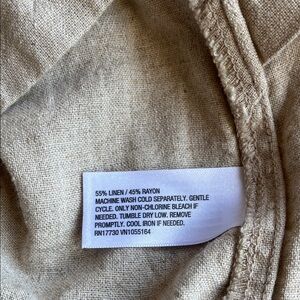 55% LINEN / 45% RAYON
MACHINE WASH COLD SEPARATELY. GENTLE
CYCLE. ONLY NON-CHLORINE BLEACH IF
NEEDED. TUMBLE DRY LOW. REMOVE
PROMPTLY. COOL IRON IF NEEDED.
RN17730 VN1055164